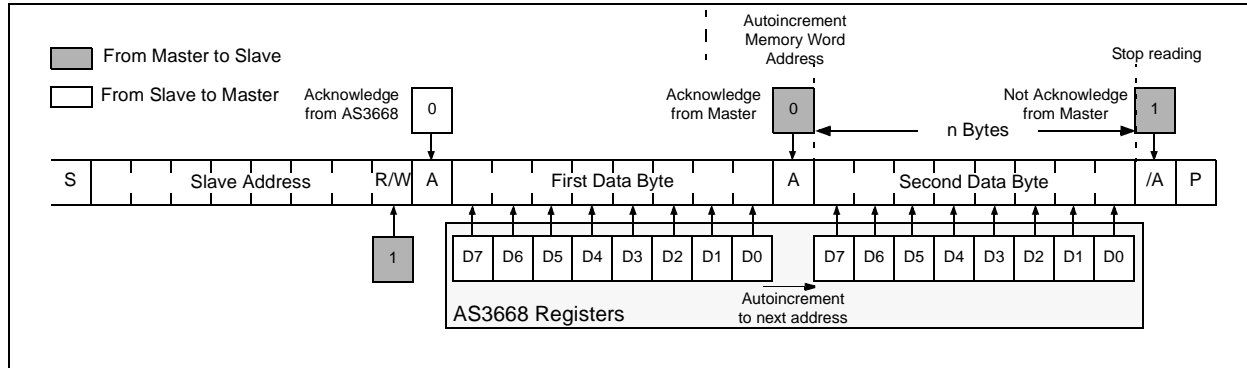 Autoincrement
Memory Word
Address
From Master to Slave
Stop reading
From Slave to Master
Acknowledge
from AS3668
0
Acknowledge
from Master
0
n Bytes
Not Acknowledge
from Master
1
S Slave Address R/W A First Data Byte A Second Data Byte /A P
1
D7 D6 D5 D4 D3 D2 D1 D0 D7 D6 D5 D4 D3 D2 D1 D0
Autoincrement
to next address
AS3668 Registers